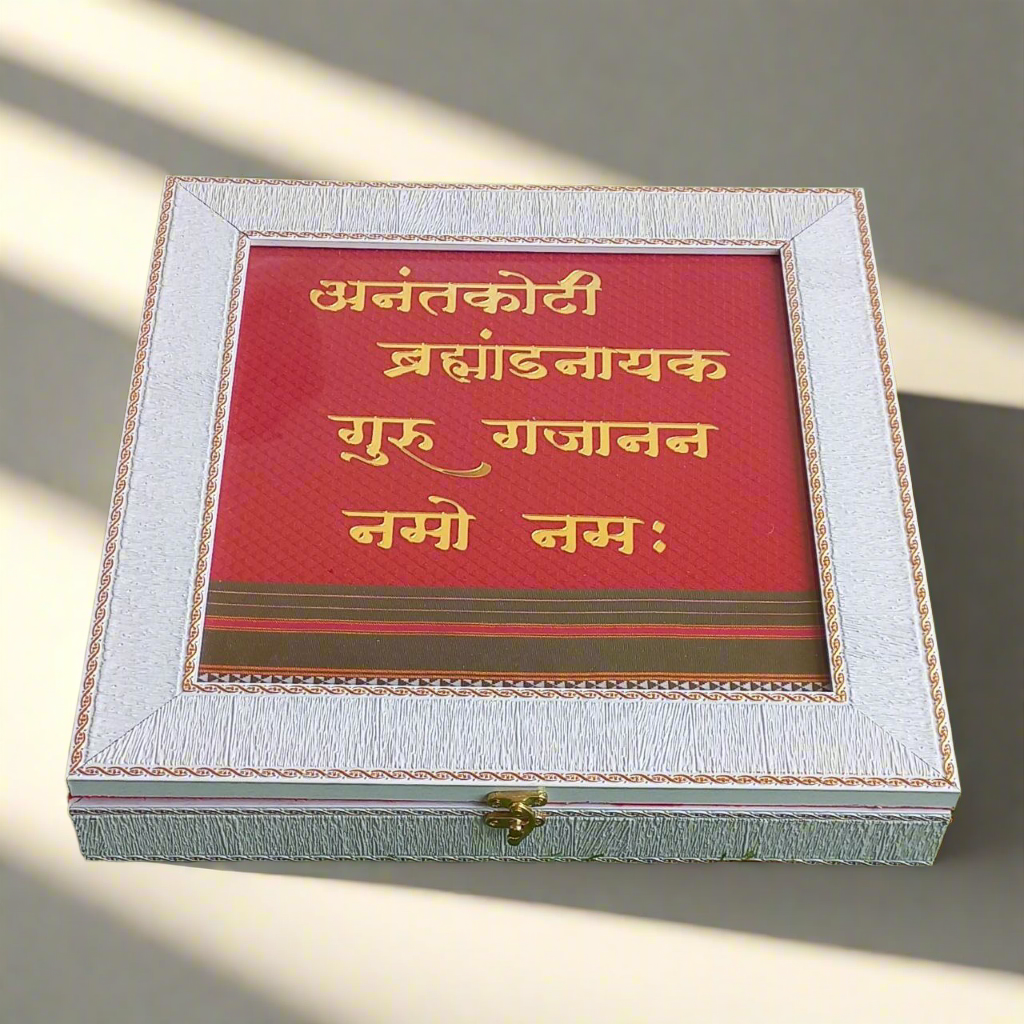 अनंतकोटी
ब्रह्मांडनायक
गुरु गजानन
नमो नमः